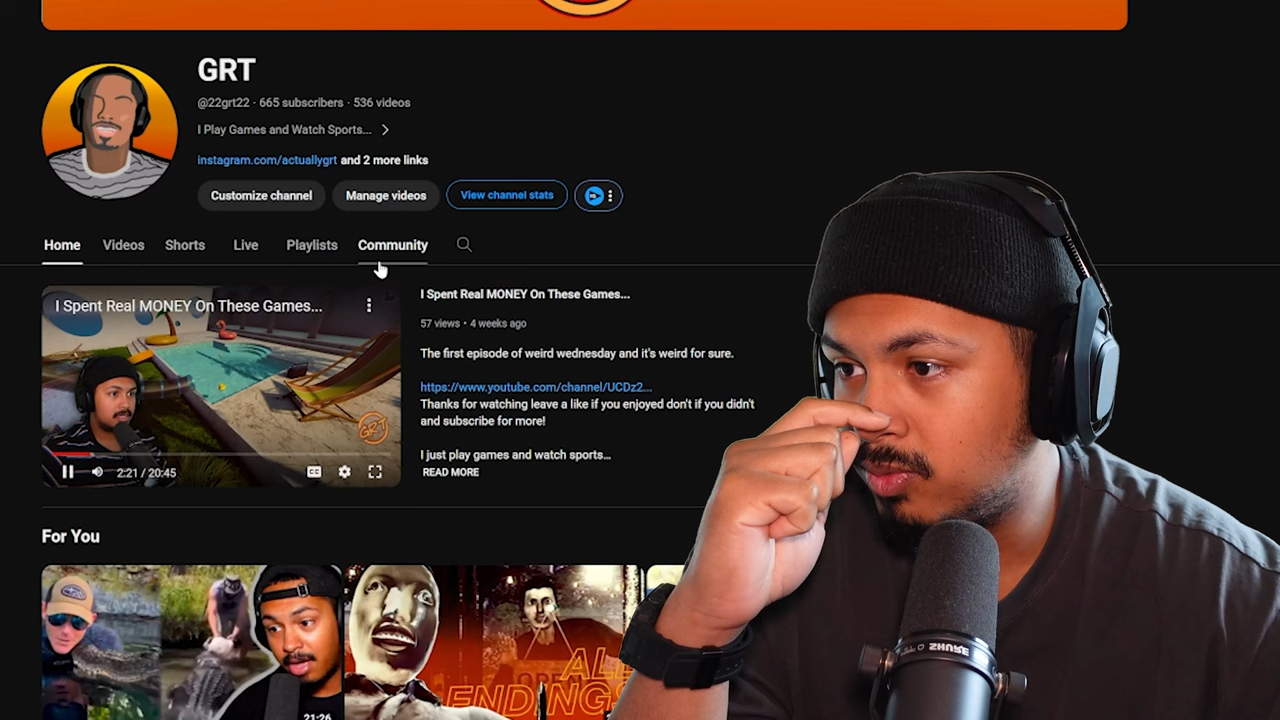 GRT
@22grt22 · 665 subscribers · 536 videos
I Play Games and Watch Sports...
instagram.com/actuallygrt and 2 more links
Customize channel
Manage videos
View channel stats
Home
Videos
Shorts
Live
Playlists
Community
I Spent Real MONEY On These Games...
GRT
2:21 / 20:45
CC
I Spent Real MONEY On These Games...
57 views • 4 weeks ago
The first episode of weird wednesday and it's weird for sure.
https://www.youtube.com/channel/UCDz2...
Thanks for watching leave a like if you enjoyed don't if you didn't
and subscribe for more!
I just play games and watch sports...
READ MORE
For You
21:26
ALL
ENDINGS
SHURE